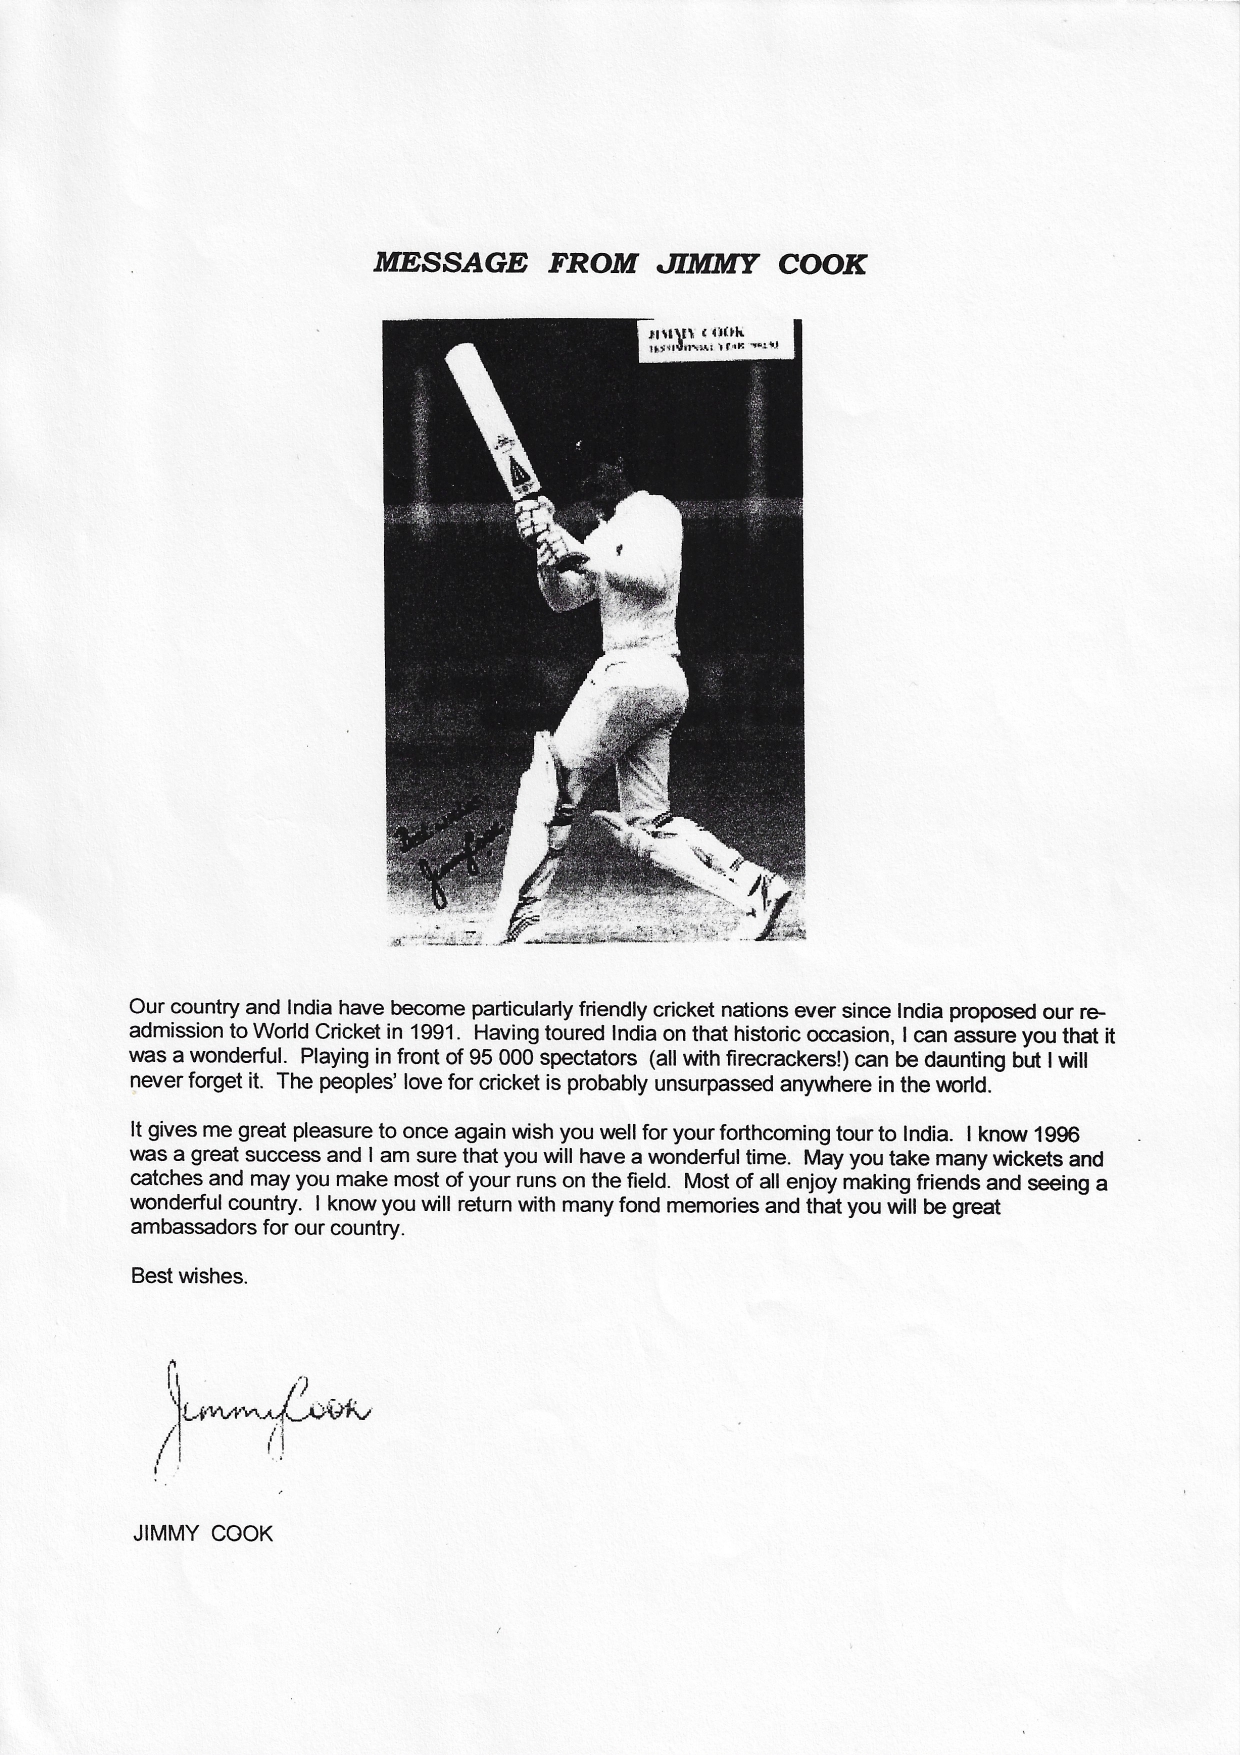 MESSAGE FROM JIMMY COOK
JIMMY COOK
Best wishes
Jimmy Cook
Our country and India have become particularly friendly cricket nations ever since India proposed our re-
admission to World Cricket in 1991. Having toured India on that historic occasion, I can assure you that it
was a wonderful. Playing in front of 95 000 spectators (all with firecrackers!) can be daunting but I will
never forget it. The peoples' love for cricket is probably unsurpassed anywhere in the world.
It gives me great pleasure to once again wish you well for your forthcoming tour to India. I know 1996
was a great success and I am sure that you will have a wonderful time. May you take many wickets and
catches and may you make most of your runs on the field. Most of all enjoy making friends and seeing a
wonderful country. I know you will return with many fond memories and that you will be great
ambassadors for our country.
Best wishes.
Jimmy Cook
JIMMY COOK